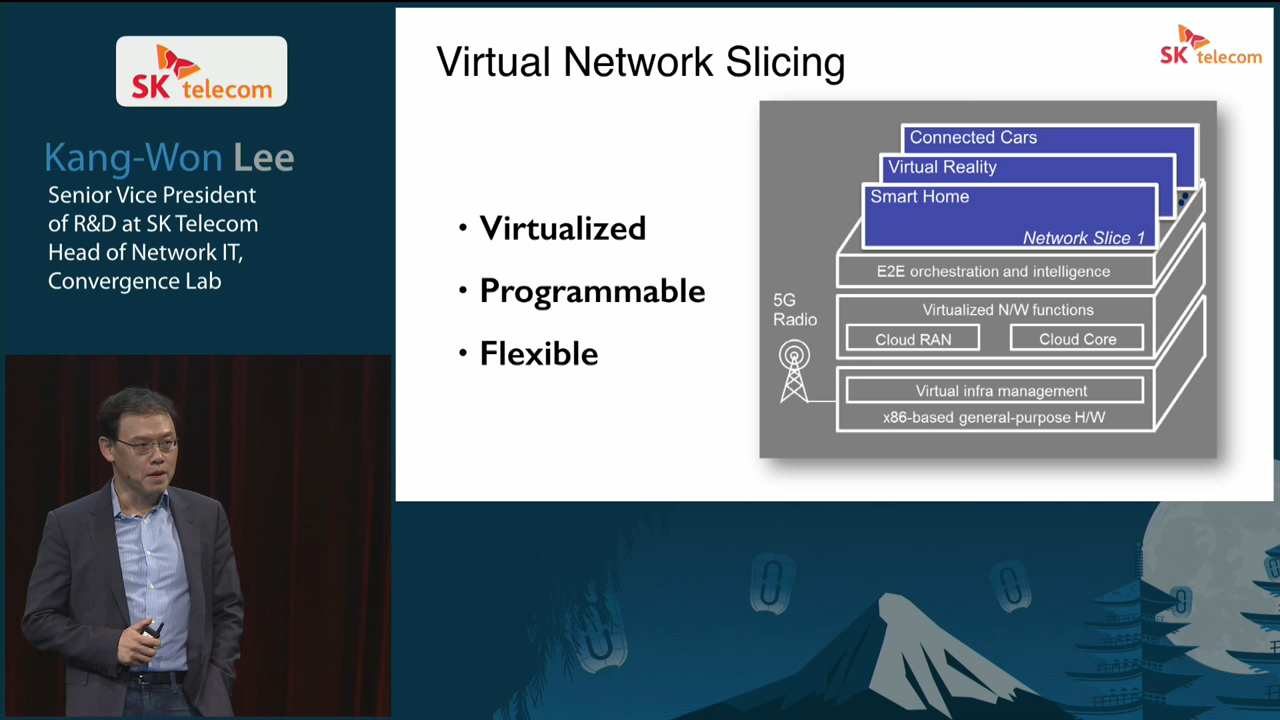 SK telecom
Kang-Won Lee
Senior Vice President
of R&D at SK Telecom
Head of Network IT,
Convergence Lab
Virtual Network Slicing
SK telecom
• Virtualized
• Programmable
• Flexible
Connected Cars
Virtual Reality
Smart Home
Network Slice 1
E2E orchestration and intelligence
5G
Radio
Virtualized N/W functions
Cloud RAN
Cloud Core
Virtual infra management
x86-based general-purpose H/W